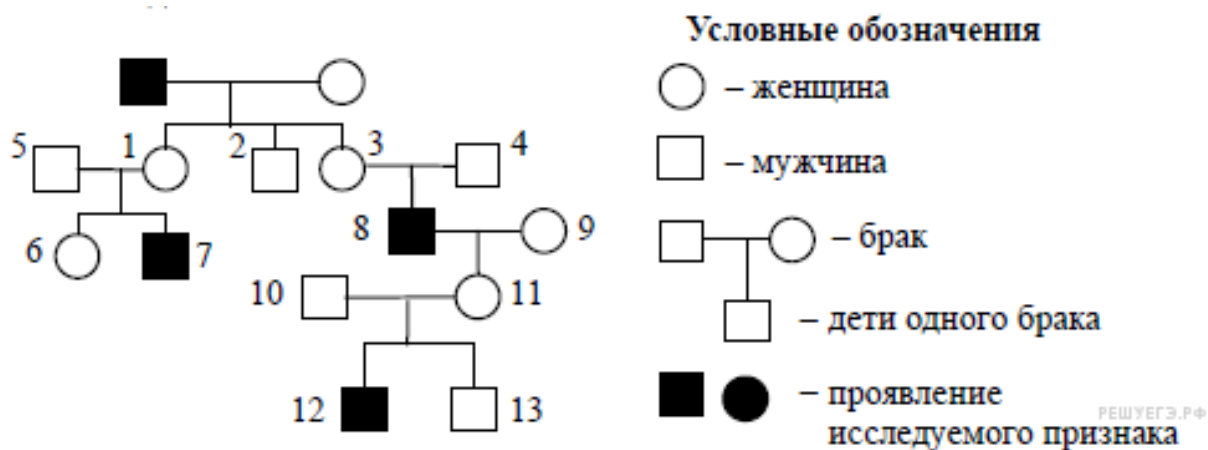 Условные обозначения
– женщина
5 1 2 3 4
– мужчина
6 7 8 9
– брак
10 11
– дети одного брака
12 13
– проявление
исследуемого признака
РЕШУЕГЭ.РФ